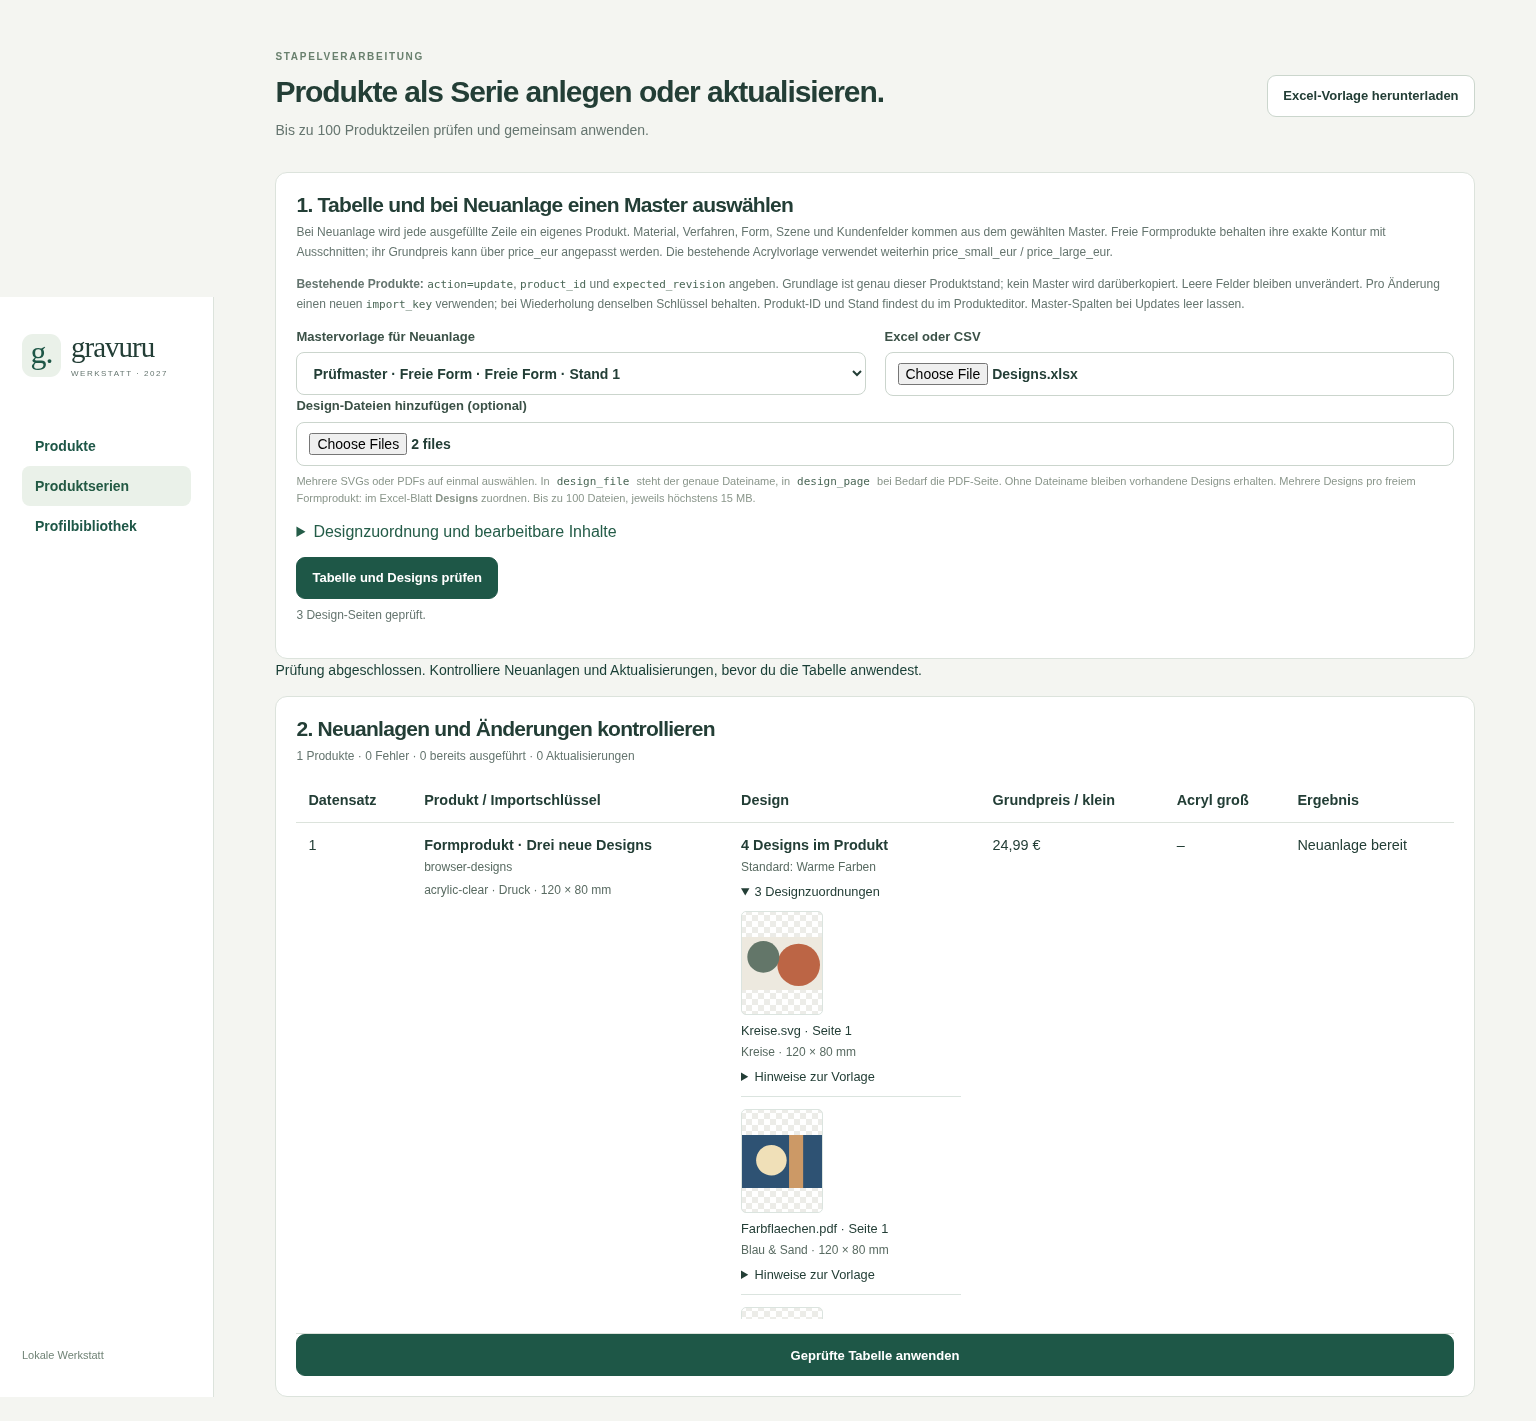 STAPELVERARBEITUNG
Produkte als Serie anlegen oder aktualisieren.
Excel-Vorlage herunterladen
Bis zu 100 Produktzeilen prüfen und gemeinsam anwenden.
1. Tabelle und bei Neuanlage einen Master auswählen
Bei Neuanlage wird jede ausgefüllte Zeile ein eigenes Produkt. Material, Verfahren, Form, Szene und Kundenfelder kommen aus dem gewählten Master. Freie Formprodukte behalten ihre exakte Kontur mit
Ausschnitten; ihr Grundpreis kann über price_eur angepasst werden. Die bestehende Acrylvorlage verwendet weiterhin price_small_eur / price_large_eur.
Bestehende Produkte: action=update, product_id und expected_revision angeben. Grundlage ist genau dieser Produktstand; kein Master wird darüberkopiert. Leere Felder bleiben unverändert. Pro Änderung
einen neuen import_key verwenden; bei Wiederholung denselben Schlüssel behalten. Produkt-ID und Stand findest du im Produkteditor. Master-Spalten bei Updates leer lassen.
Mastervorlage für Neuanlage
Excel oder CSV
Prüfmaster · Freie Form · Freie Form · Stand 1
Choose File Designs.xlsx
Design-Dateien hinzufügen (optional)
Choose Files 2 files
Mehrere SVGs oder PDFs auf einmal auswählen. In design_file steht der genaue Dateiname, in design_page bei Bedarf die PDF-Seite. Ohne Dateiname bleiben vorhandene Designs erhalten. Mehrere Designs pro freiem
Formprodukt: im Excel-Blatt Designs zuordnen. Bis zu 100 Dateien, jeweils höchstens 15 MB.
Designzuordnung und bearbeitbare Inhalte
Tabelle und Designs prüfen
3 Design-Seiten geprüft.
Prüfung abgeschlossen. Kontrolliere Neuanlagen und Aktualisierungen, bevor du die Tabelle anwendest.
2. Neuanlagen und Änderungen kontrollieren
1 Produkte · 0 Fehler · 0 bereits ausgeführt · 0 Aktualisierungen
Datensatz Produkt / Importschlüssel Design Grundpreis / klein Acryl groß Ergebnis
1 Formprodukt · Drei neue Designs 4 Designs im Produkt 24,99 € – Neuanlage bereit
browser-designs
Standard: Warme Farben
acrylic-clear · Druck · 120 × 80 mm
3 Designzuordnungen
Kreise.svg · Seite 1
Kreise · 120 × 80 mm
Hinweise zur Vorlage
Farbflaechen.pdf · Seite 1
Blau & Sand · 120 × 80 mm
Hinweise zur Vorlage
Geprüfte Tabelle anwenden
g. gravuru
WERKSTATT · 2027
Produkte
Produktserien
Profilbibliothek
Lokale Werkstatt